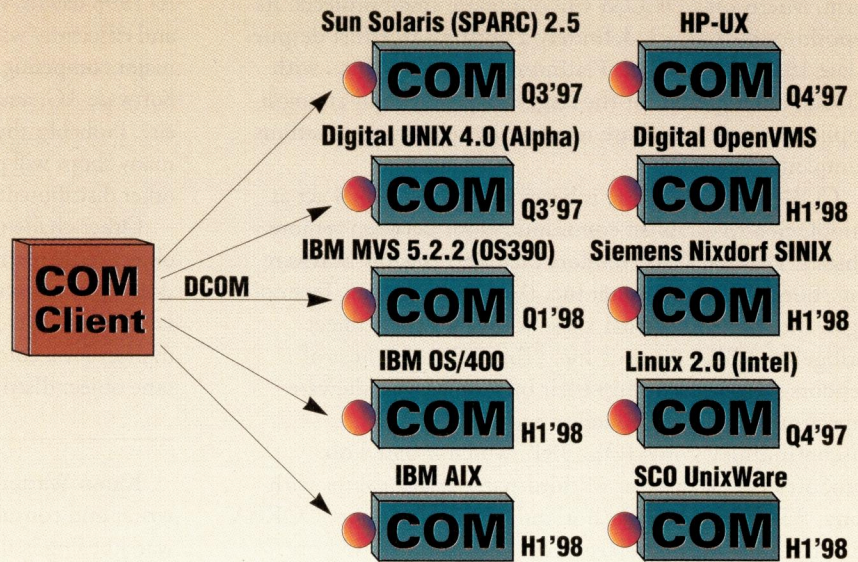 Sun Solaris (SPARC) 2.5
COM Q3'97
HP-UX
COM Q4'97
Digital UNIX 4.0 (Alpha)
COM Q3'97
Digital OpenVMS
COM H1'98
COM
Client
DCOM
IBM MVS 5.2.2 (OS390)
COM Q1'98
Siemens Nixdorf SINIX
COM H1'98
IBM OS/400
COM H1'98
Linux 2.0 (Intel)
COM Q4'97
IBM AIX
COM H1'98
SCO UnixWare
COM H1'98